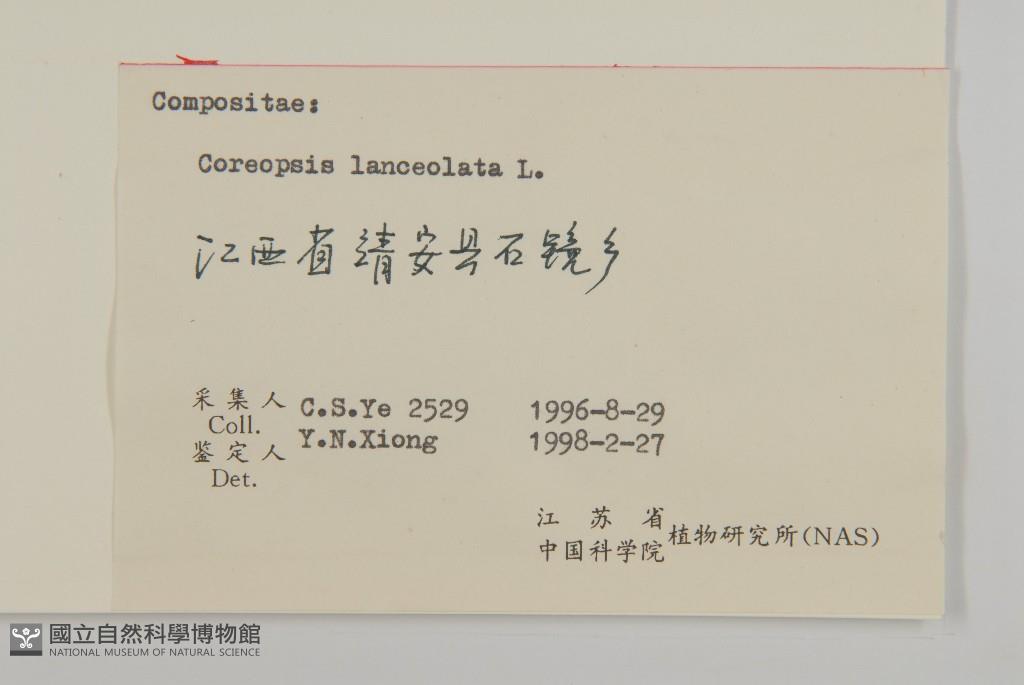 Compositae:
Coreopsis lanceolata L.
江西省靖安县石镜乡
采集人 C.S.Ye 2529 1996-8-29
Coll.
鉴定人 Y.N.Xiong 1998-2-27
Det.
江苏省
中国科学院 植物研究所(NAS)
國立自然科學博物館
NATIONAL MUSEUM OF NATURAL SCIENCE